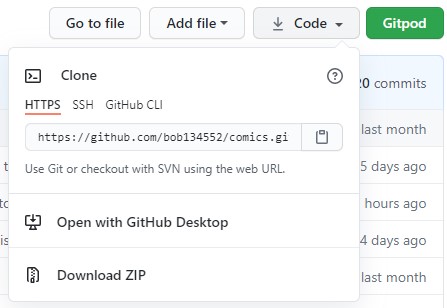 Go to file Add file Code Gitpod
Clone
20 commits
HTTPS SSH GitHub CLI
https://github.com/bob134552/comics.gi
last month
Use Git or checkout with SVN using the web URL.
5 days ago
Open with GitHub Desktop
hours ago
4 days ago
Download ZIP
last month